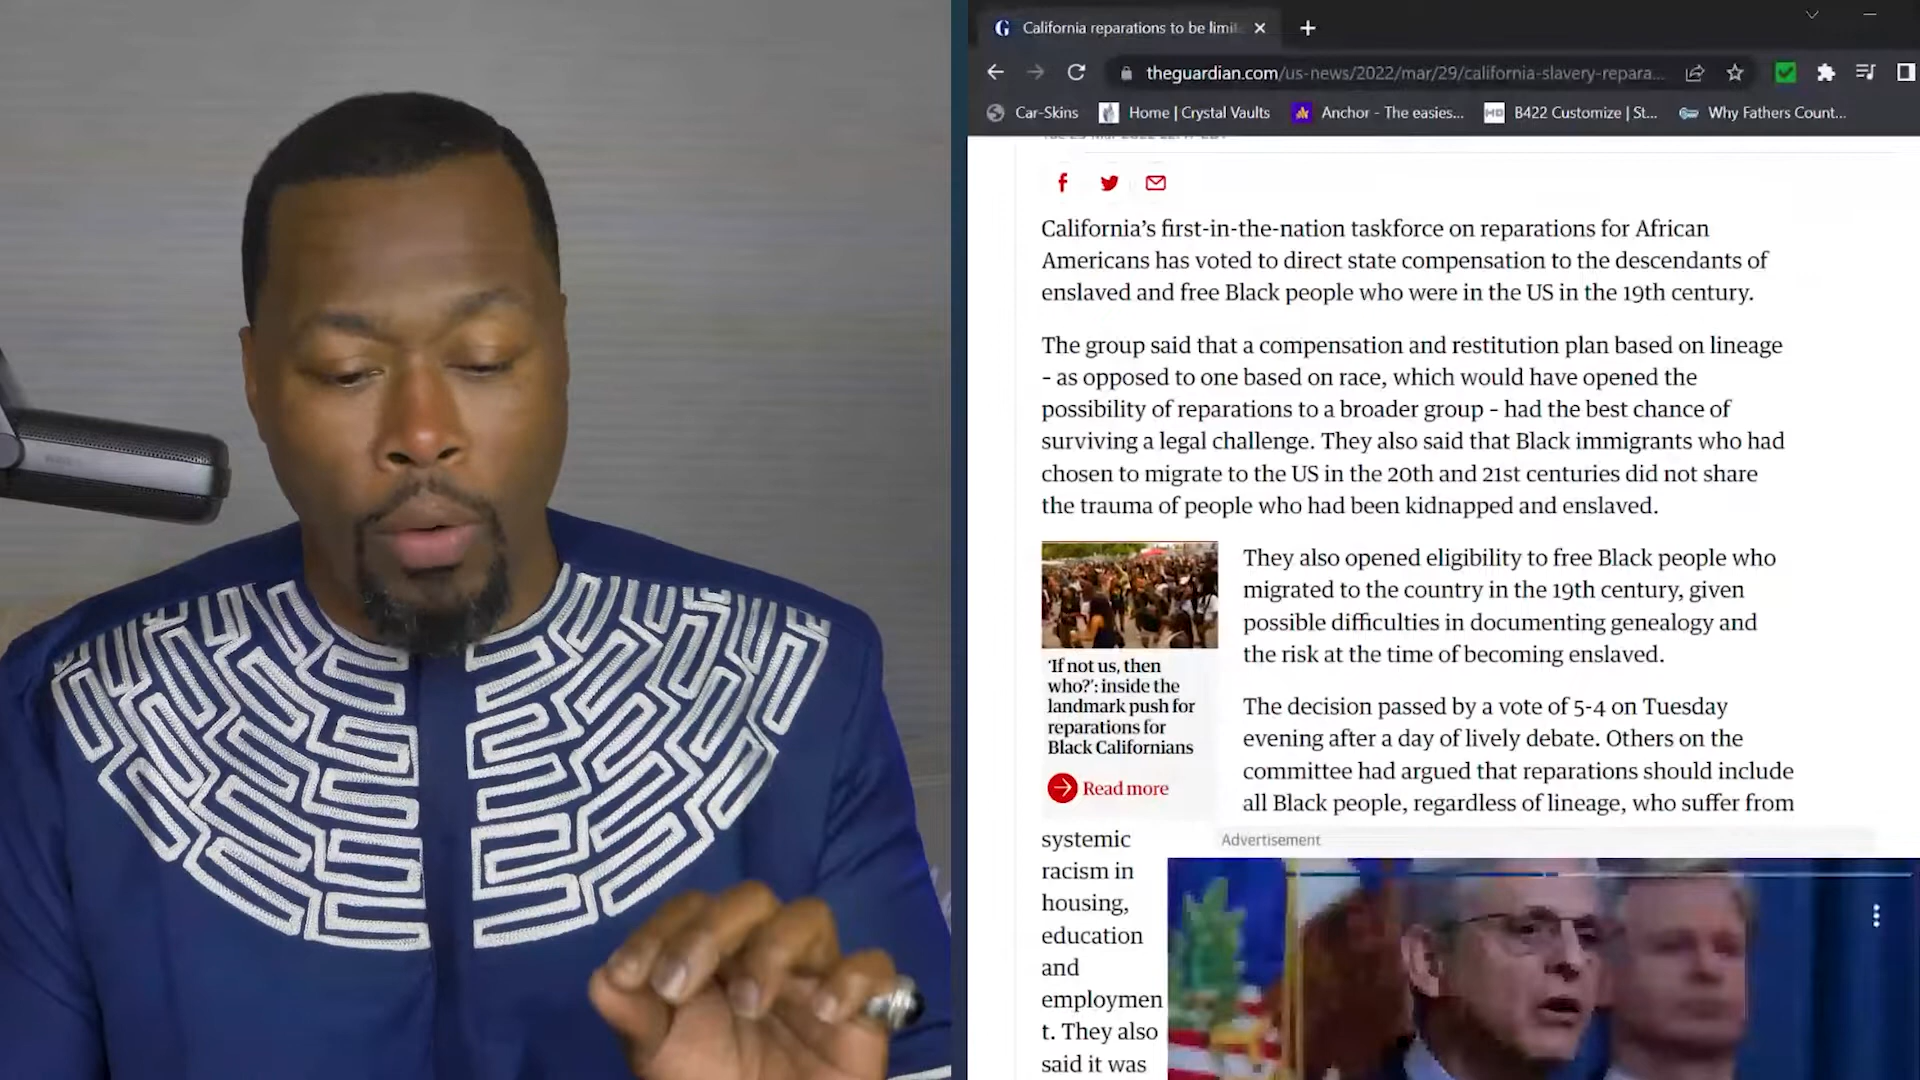 California reparations to be limit
theguardian.com/us-news/2022/mar/29/california-slavery-repara...
Car-Skins
Home | Crystal Vaults
Anchor - The easies...
B422 Customize | St...
Why Fathers Count...
California's first-in-the-nation taskforce on reparations for African
Americans has voted to direct state compensation to the descendants of
enslaved and free Black people who were in the US in the 19th century.
The group said that a compensation and restitution plan based on lineage
– as opposed to one based on race, which would have opened the
possibility of reparations to a broader group – had the best chance of
surviving a legal challenge. They also said that Black immigrants who had
chosen to migrate to the US in the 20th and 21st centuries did not share
the trauma of people who had been kidnapped and enslaved.
They also opened eligibility to free Black people who
migrated to the country in the 19th century, given
possible difficulties in documenting genealogy and
the risk at the time of becoming enslaved.
'If not us, then
who?': inside the
landmark push for
reparations for
Black Californians
Read more
The decision passed by a vote of 5-4 on Tuesday
evening after a day of lively debate. Others on the
committee had argued that reparations should include
all Black people, regardless of lineage, who suffer from
systemic
racism in
housing,
education
and
employmen
t. They also
said it was
Advertisement